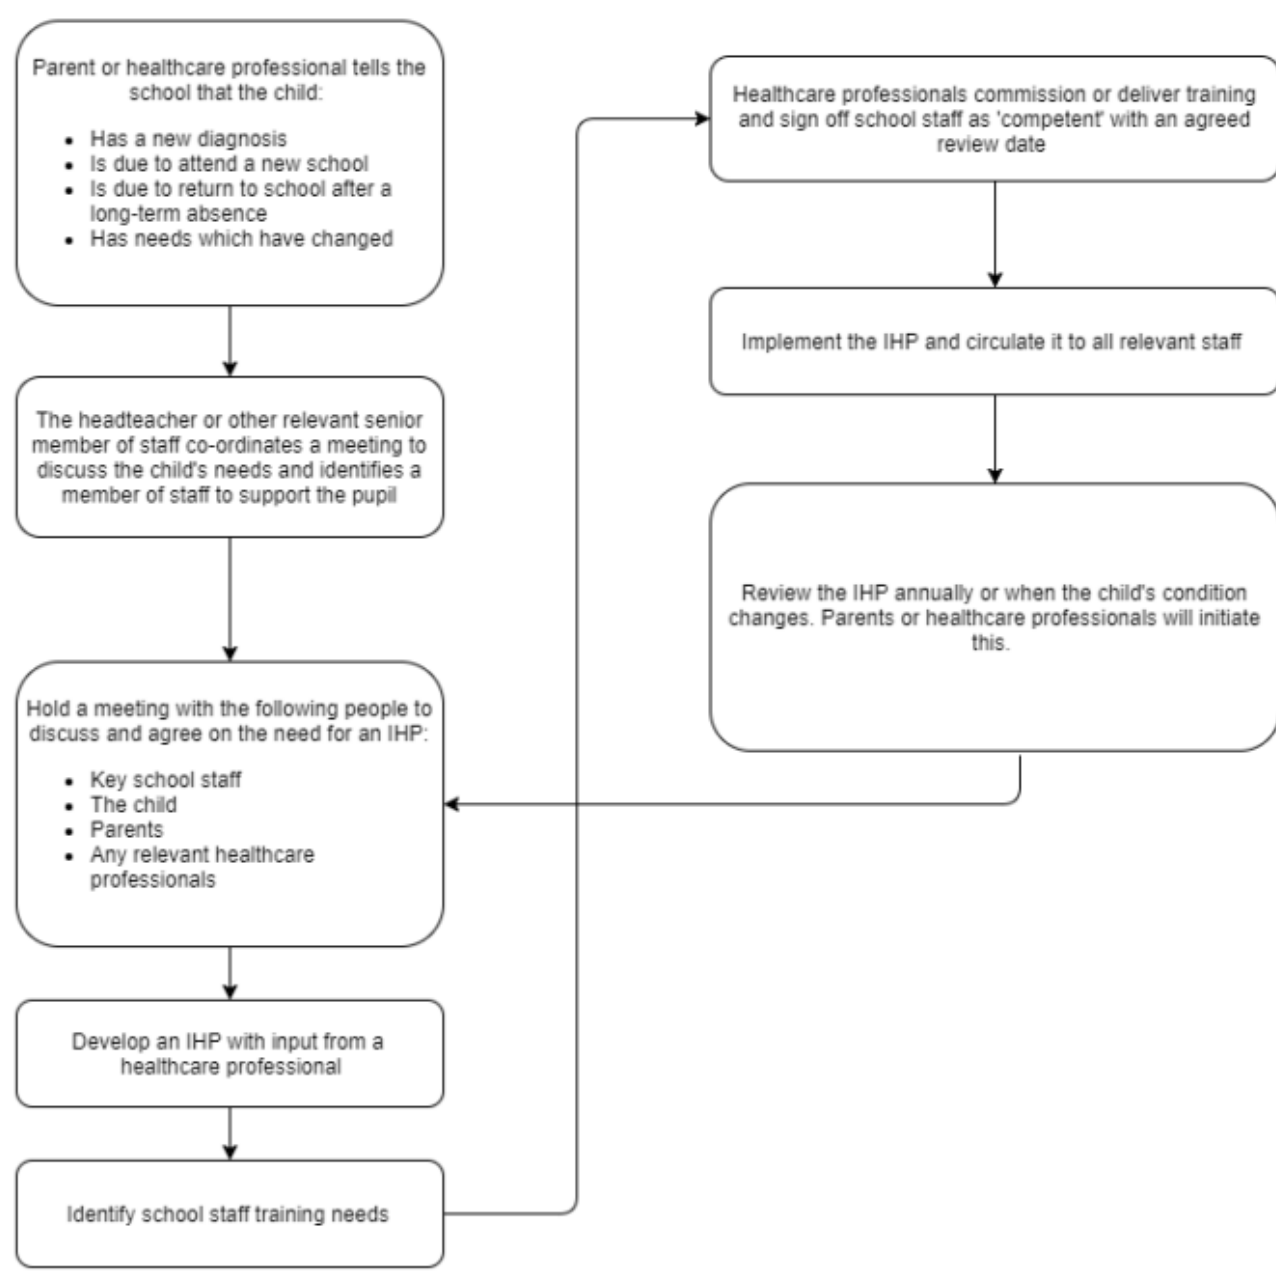 Parent or healthcare professional tells the
school that the child:
• Has a new diagnosis
• Is due to attend a new school
• Is due to return to school after a
long-term absence
• Has needs which have changed
The headteacher or other relevant senior
member of staff co-ordinates a meeting to
discuss the child's needs and identifies a
member of staff to support the pupil
Hold a meeting with the following people to
discuss and agree on the need for an IHP:
• Key school staff
• The child
• Parents
• Any relevant healthcare
professionals
Develop an IHP with input from a
healthcare professional
Identify school staff training needs
Healthcare professionals commission or deliver training
and sign off school staff as 'competent' with an agreed
review date
Implement the IHP and circulate it to all relevant staff
Review the IHP annually or when the child's condition
changes. Parents or healthcare professionals will initiate
this.